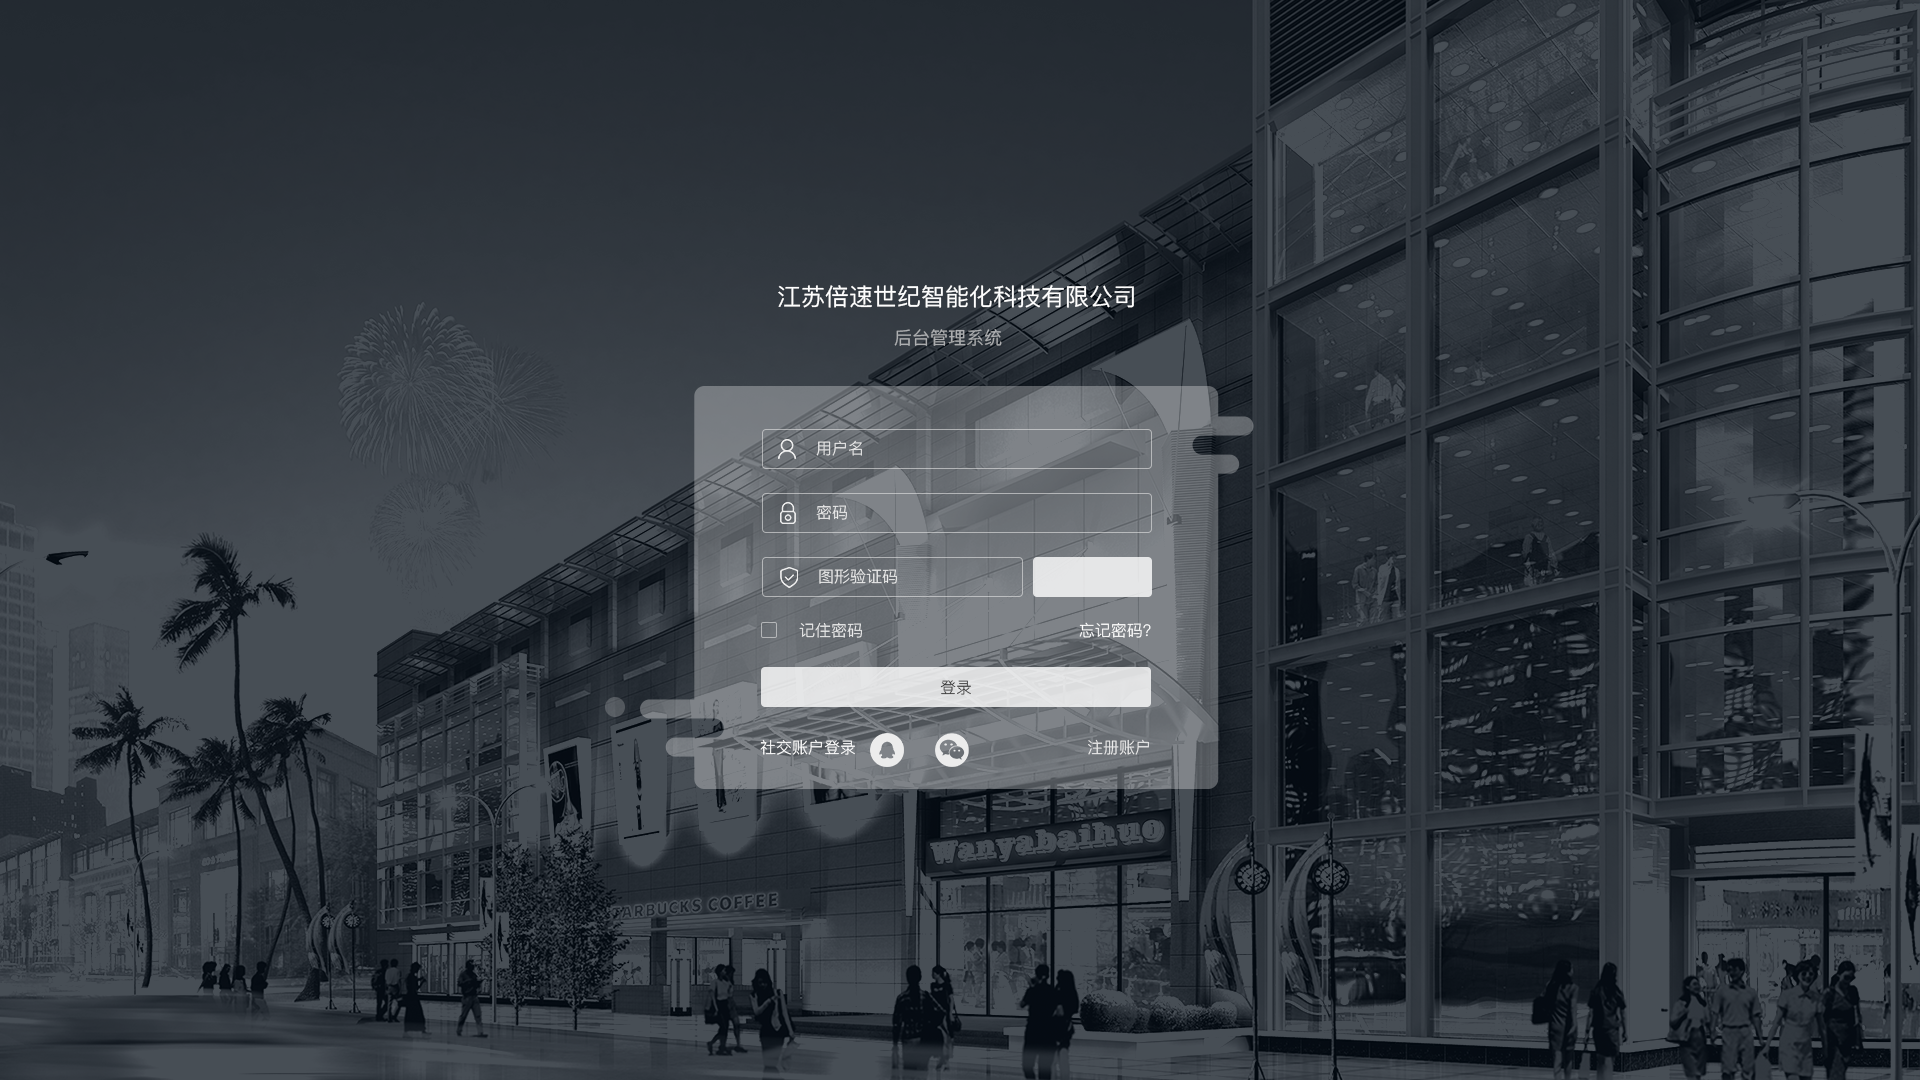 江苏倍速世纪智能化科技有限公司
后台管理系统
用户名
密码
图形验证码
记住密码 忘记密码?
登录
社交账户登录 注册账户
Wanyabaihuo
ARBUCKS COFFEE